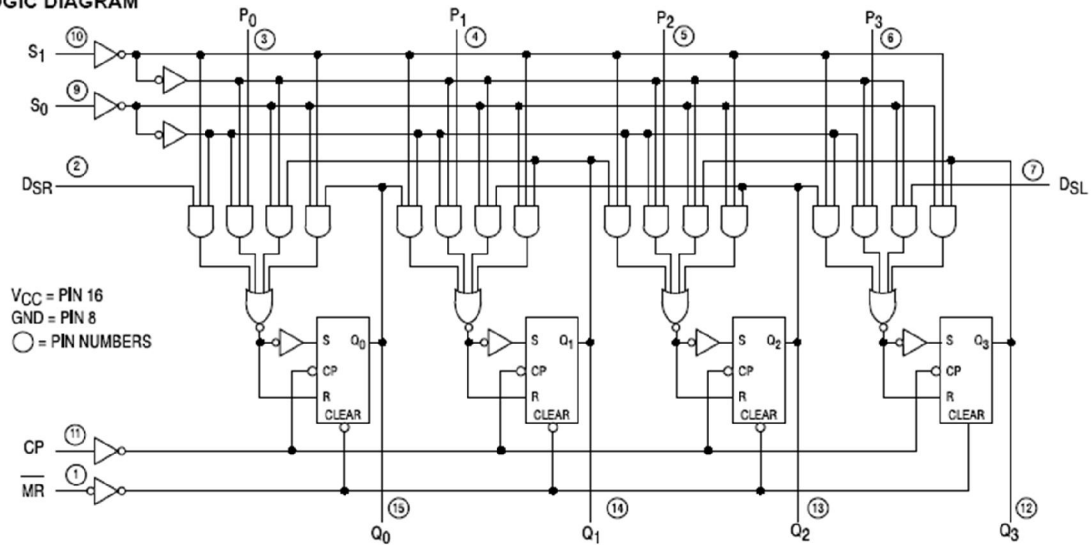 LOGIC DIAGRAM
P0 P1 P2 P3
3 4 5 6
S1 10
S0 9
DSR 2
7 DSL
VCC = PIN 16
GND = PIN 8
= PIN NUMBERS
S Q0 S Q1 S Q2 S Q3
CP CP CP CP
R R R R
CLEAR CLEAR CLEAR CLEAR
CP 11
MR 1
15 14 13 12
Q0 Q1 Q2 Q3